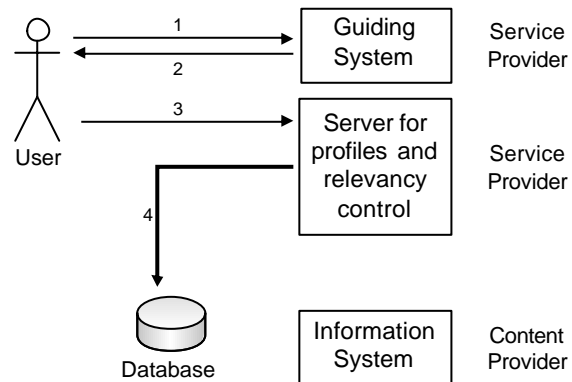 1
Guiding
System
Service
Provider
2
3
User
Server for
profiles and
relevancy
control
Service
Provider
4
Database
Information
System
Content
Provider